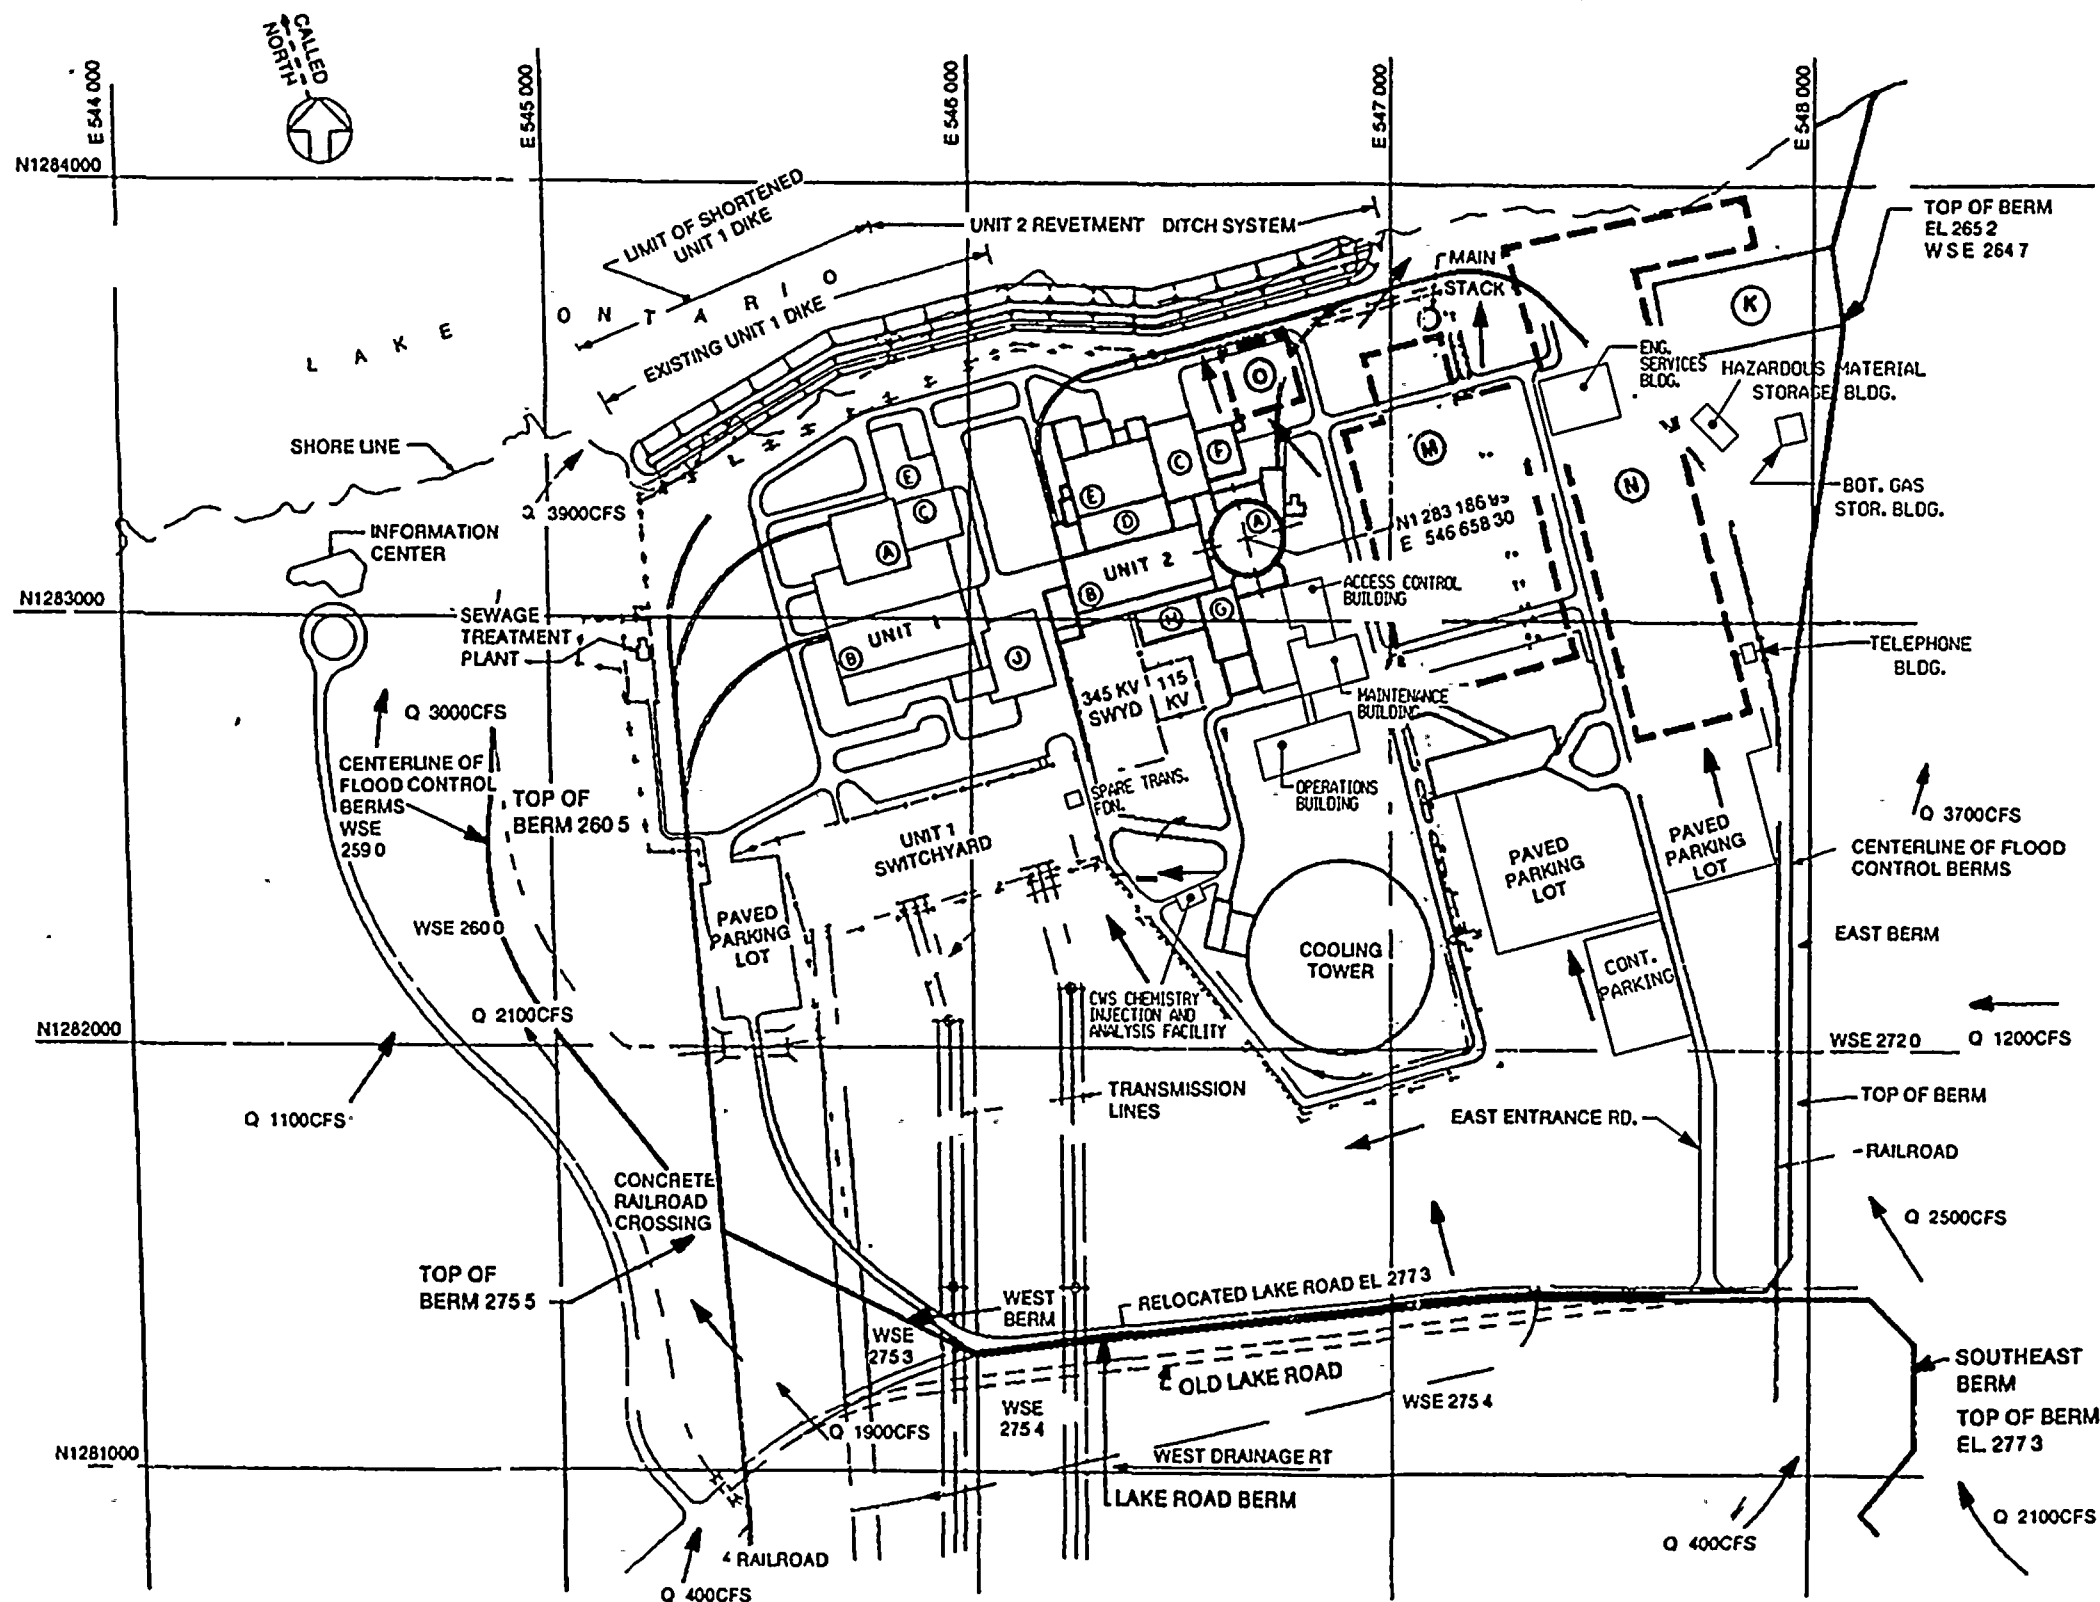 CALLED
NORTH
E 544 000
E 545 000
E 546 000
E 547 000
E 548 000
N1284000
LIMIT OF SHORTENED
UNIT 1 DIKE
UNIT 2 REVETMENT DITCH SYSTEM
TOP OF BERM
EL 265 2
WSE 264 7
MAIN
STACK
LAKE ONTARIO
EXISTING UNIT 1 DIKE
K
ENG.
SERVICES
BLDG.
HAZARDOUS MATERIAL
STORAGE BLDG.
O
SHORE LINE
M
C
F
E
E
C
N
BOT. GAS
STOR. BLDG.
Q 3900CFS
D
A
A
N1 283 186
E 546 658 30
INFORMATION
CENTER
UNIT 2
ACCESS CONTROL
BUILDING
N1283000
B
H
G
SEWAGE
TREATMENT
PLANT
UNIT 1
B
J
TELEPHONE
BLDG.
345 KV
SWYD
115
KV
MAINTENANCE
BUILDING
Q 3000CFS
CENTERLINE OF
FLOOD CONTROL
BERMS
WSE
259 0
TOP OF
BERM 260 5
SPARE TRANS.
FDN.
OPERATIONS
BUILDING
Q 3700CFS
UNIT 1
SWITCHYARD
PAVED
PARKING
LOT
PAVED
PARKING
LOT
CENTERLINE OF FLOOD
CONTROL BERMS
WSE 260 0
PAVED
PARKING
LOT
COOLING
TOWER
EAST BERM
CONT.
PARKING
Q 2100CFS
CWS CHEMISTRY
INJECTION AND
ANALYSIS FACILITY
N1282000
WSE 272 0
Q 1200CFS
Q 1100CFS
TRANSMISSION
LINES
EAST ENTRANCE RD.
TOP OF BERM
RAILROAD
CONCRETE
RAILROAD
CROSSING
Q 2500CFS
TOP OF
BERM 275 5
WEST
BERM
RELOCATED LAKE ROAD EL 277 3
WSE
275 3
OLD LAKE ROAD
SOUTHEAST
BERM
TOP OF BERM
EL. 277 3
WSE
275 4
WSE 275 4
Q 1900CFS
N1281000
WEST DRAINAGE RT
LAKE ROAD BERM
Q 2100CFS
Q 400CFS
RAILROAD
Q 400CFS